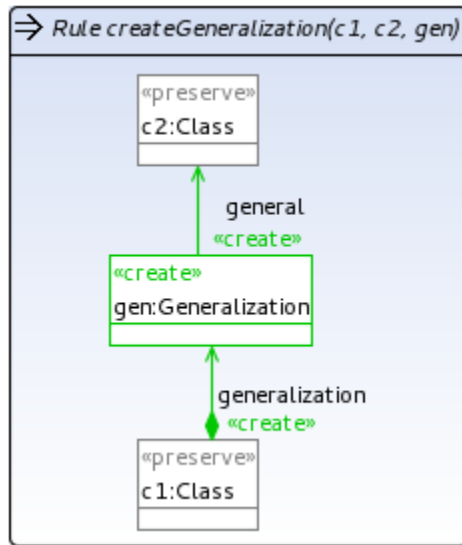 Rule createGeneralization(c1, c2, gen)
«preserve»
c2:Class
general
«create»
«create»
gen:Generalization
generalization
«create»
«preserve»
c1:Class